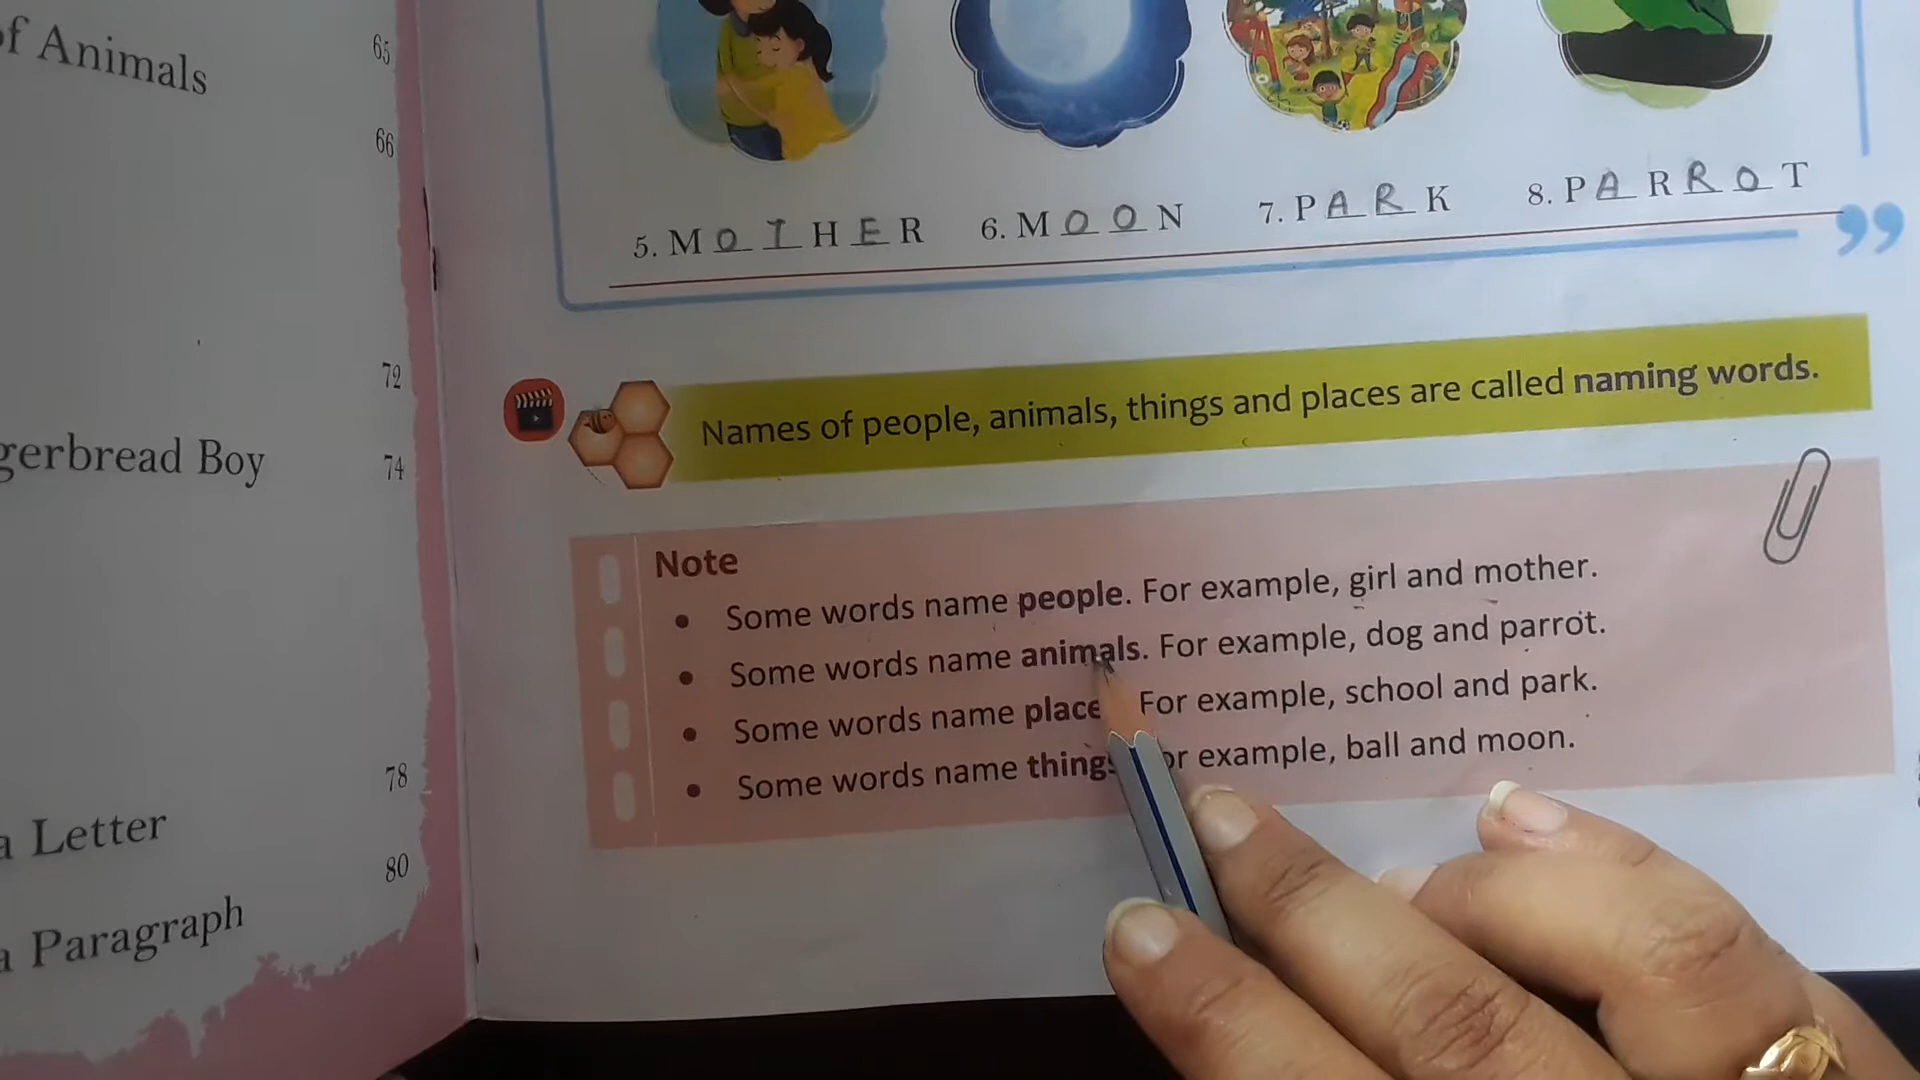 of Animals 65
66
72
gerbread Boy 74
78
a Letter
80
a Paragraph
5. M O T H E R 6. M O O N 7. P A R K 8. P A R R O T
”
Names of people, animals, things and places are called naming words.
Note
• Some words name people. For example, girl and mother.
• Some words name animals. For example, dog and parrot.
• Some words name place For example, school and park.
• Some words name things or example, ball and moon.